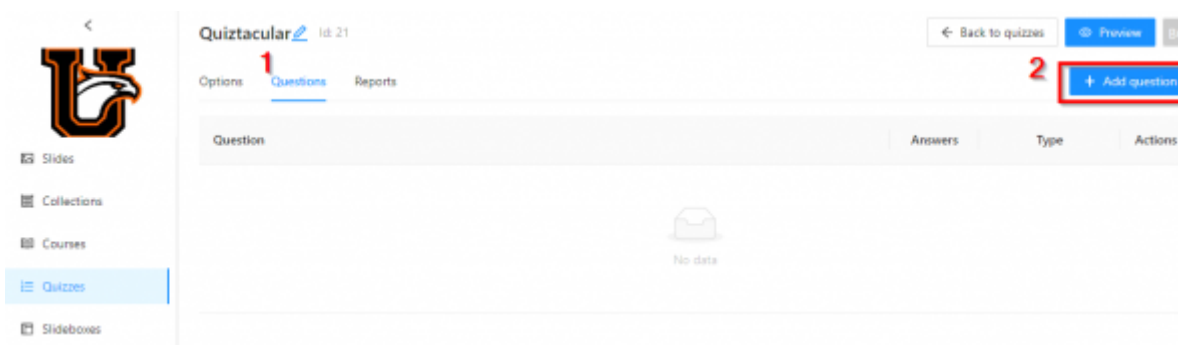 Quiztacular Id: 21
← Back to quizzes
Preview
1
2
Options Questions Reports
+ Add question
Question Answers Type Actions
Slides
Collections
Courses
Quizzes
Slideboxes
No data
U